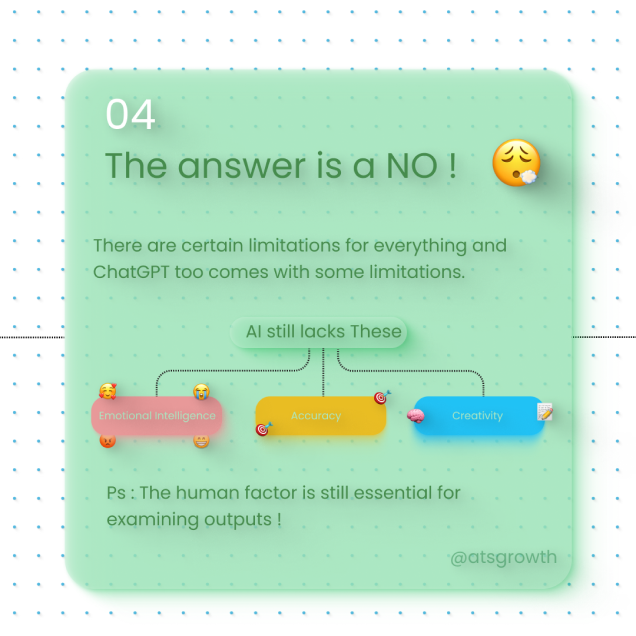 04
The answer is a NO !
There are certain limitations for everything and
ChatGPT too comes with some limitations.
AI still lacks These
Emotional Intelligence
Accuracy
Creativity
Ps : The human factor is still essential for
examining outputs !
@atsgrowth